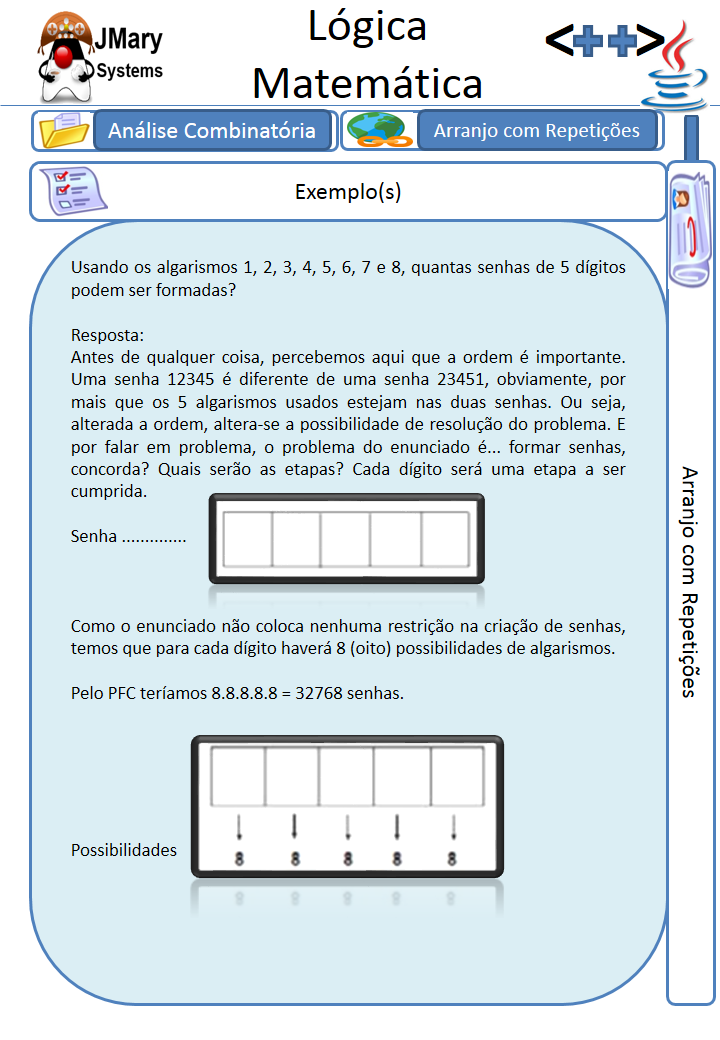 JMary
Systems
Lógica
Matemática
<++>
Análise Combinatória
Arranjo com Repetições
Exemplo(s)
Usando os algarismos 1, 2, 3, 4, 5, 6, 7 e 8, quantas senhas de 5 dígitos
podem ser formadas?
Resposta:
Antes de qualquer coisa, percebemos aqui que a ordem é importante.
Uma senha 12345 é diferente de uma senha 23451, obviamente, por
mais que os 5 algarismos usados estejam nas duas senhas. Ou seja,
alterada a ordem, altera-se a possibilidade de resolução do problema. E
por falar em problema, o problema do enunciado é... formar senhas,
concorda? Quais serão as etapas? Cada dígito será uma etapa a ser
cumprida.
Senha ..............
Como o enunciado não coloca nenhuma restrição na criação de senhas,
temos que para cada dígito haverá 8 (oito) possibilidades de algarismos.
Pelo PFC teríamos 8.8.8.8.8 = 32768 senhas.
Possibilidades
8 8 8 8 8
Arranjo com Repetições